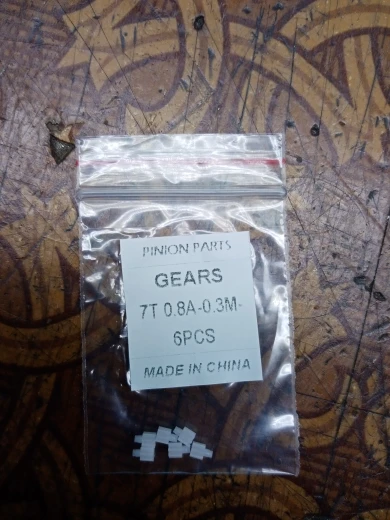 PINION PARTS
GEARS
7T 0.8A-0.3M-
6PCS
MADE IN CHINA